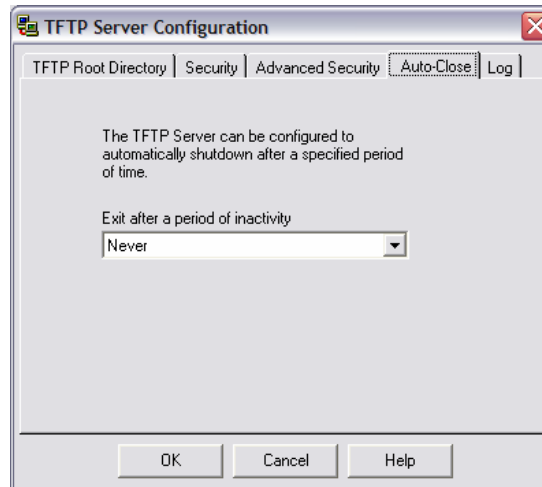 TFTP Server Configuration
TFTP Root Directory
Security
Advanced Security
Auto-Close
Log
The TFTP Server can be configured to
automatically shutdown after a specified period
of time.
Exit after a period of inactivity
Never
OK
Cancel
Help